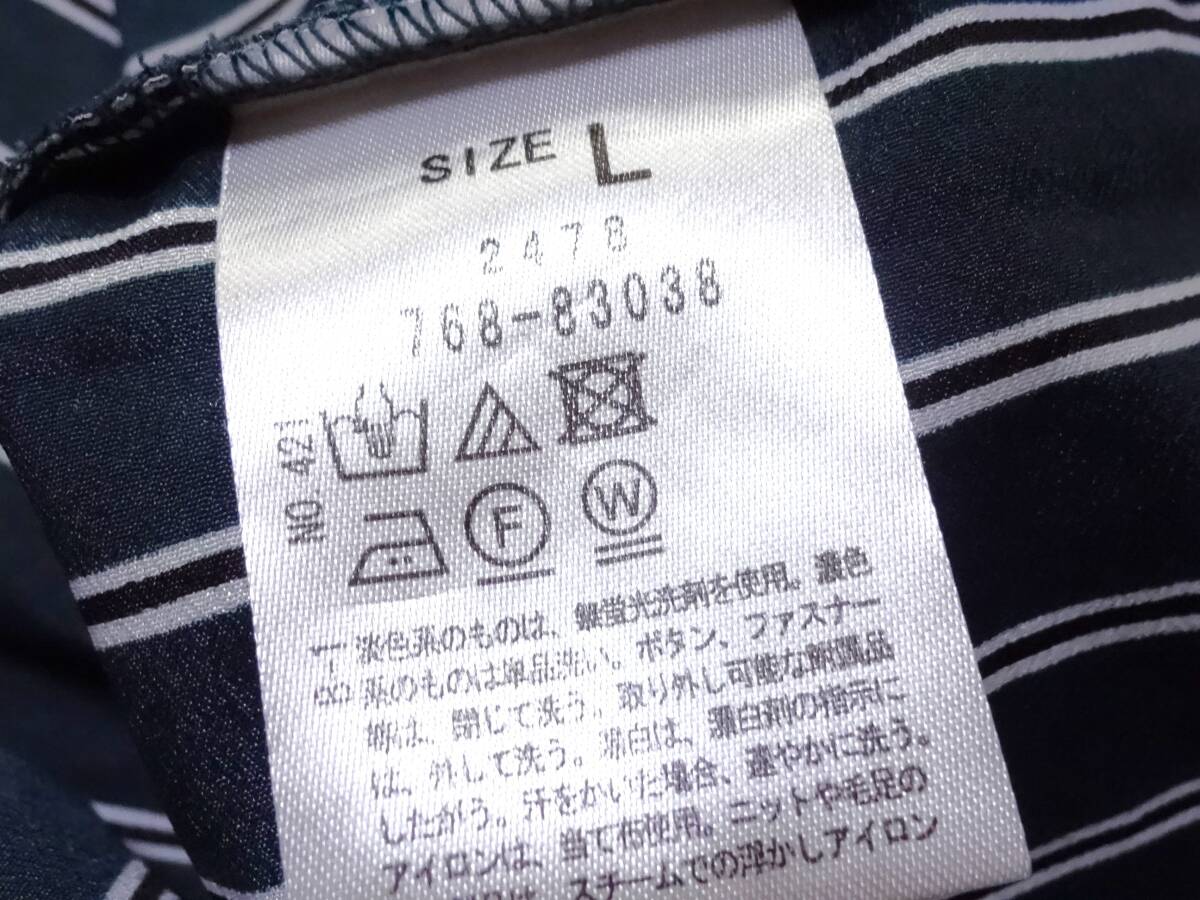 SIZE L
2478
768-83038
NO 421
F
W
淡色系のものは、無蛍光洗剤を使用。濃色
系のものは単品洗い。ボタン、ファスナー
類は、閉じて洗う。取り外し可能な附属品
は、外して洗う。漂白は、漂白剤の指示に
したがう。汗をかいた場合、速やかに洗う。
アイロンは、当て布使用。ニットや毛足の
スチームでの浮かしアイロン